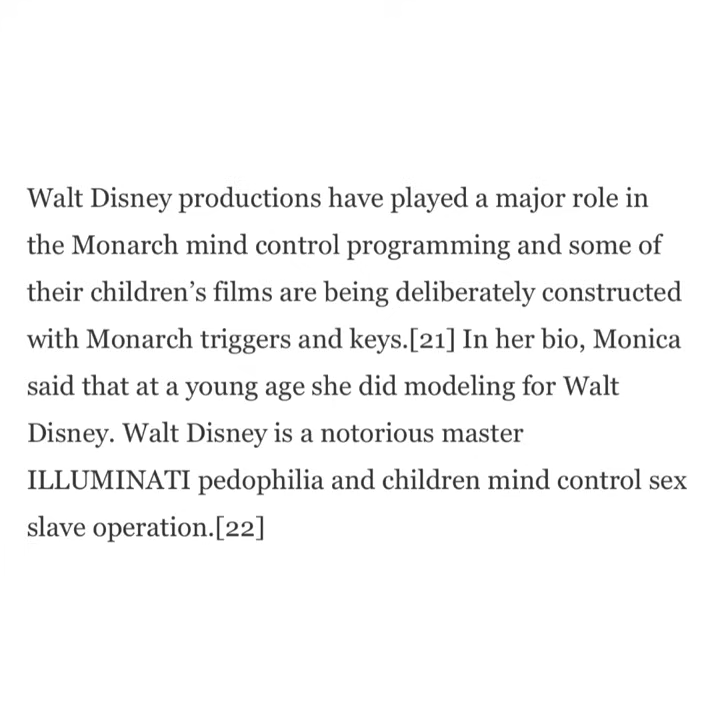 Walt Disney productions have played a major role in
the Monarch mind control programming and some of
their children’s films are being deliberately constructed
with Monarch triggers and keys.[21] In her bio, Monica
said that at a young age she did modeling for Walt
Disney. Walt Disney is a notorious master
ILLUMINATI pedophilia and children mind control sex
slave operation.[22]